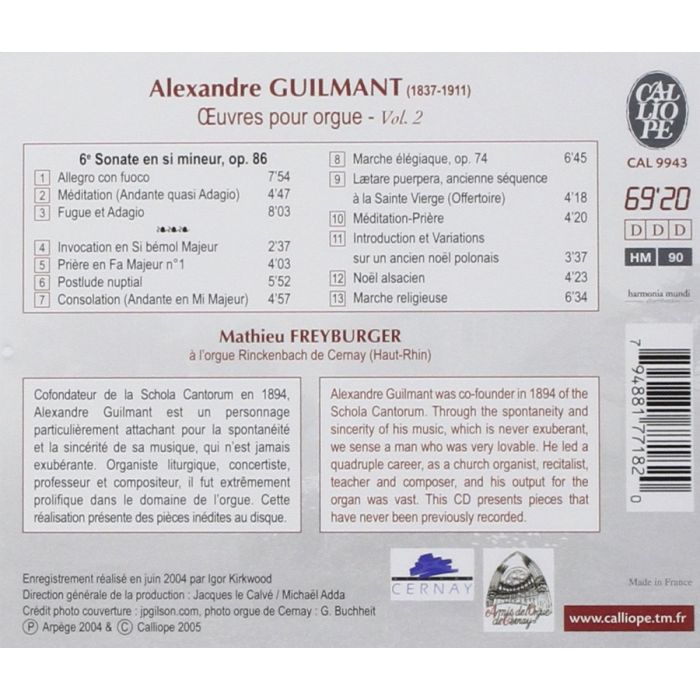 Alexandre GUILMANT (1837-1911)
Œuvres pour orgue - Vol. 2
6e Sonate en si mineur, op. 86
1 Allegro con fuoco 7'54
2 Méditation (Andante quasi Adagio) 4'47
3 Fugue et Adagio 8'03
4 Invocation en Si bémol Majeur 2'37
5 Prière en Fa Majeur n°1 4'03
6 Postlude nuptial 5'52
7 Consolation (Andante en Mi Majeur) 4'57
8 Marche élégiaque, op. 74 6'45
9 Lætare puerpera, ancienne séquence
à la Sainte Vierge (Offertoire) 4'18
10 Méditation-Prière 4'20
11 Introduction et Variations
sur un ancien noël polonais 3'37
12 Noël alsacien 4'23
13 Marche religieuse 6'34
CALLIOPE
CAL 9943
69'20
D D D
HM 90
harmonia mundi
7 94881 77182 0
Mathieu FREYBURGER
à l'orgue Rinckenbach de Cernay (Haut-Rhin)
Cofondateur de la Schola Cantorum en 1894,
Alexandre Guilmant est un personnage
particulièrement attachant pour la spontanéité
et la sincérité de sa musique, qui n'est jamais
exubérante. Organiste liturgique, concertiste,
professeur et compositeur, il fut extrêmement
prolifique dans le domaine de l'orgue. Cette
réalisation présente des pièces inédites au disque.
Alexandre Guilmant was co-founder in 1894 of the
Schola Cantorum. Through the spontaneity and
sincerity of his music, which is never exuberant,
we sense a man who was very lovable. He led a
quadruple career, as a church organist, recitalist,
teacher and composer, and his output for the
organ was vast. This CD presents pieces that
have never been previously recorded.
Enregistrement réalisé en juin 2004 par Igor Kirkwood
Direction générale de la production : Jacques le Calvé / Michaël Adda
Crédit photo couverture : jpgilson.com, photo orgue de Cernay : G. Buchheit
Ⓟ Arpège 2004 & © Calliope 2005
CERNAY
Amis de l'Orgue
de Cernay
Made in France
www.calliope.tm.fr